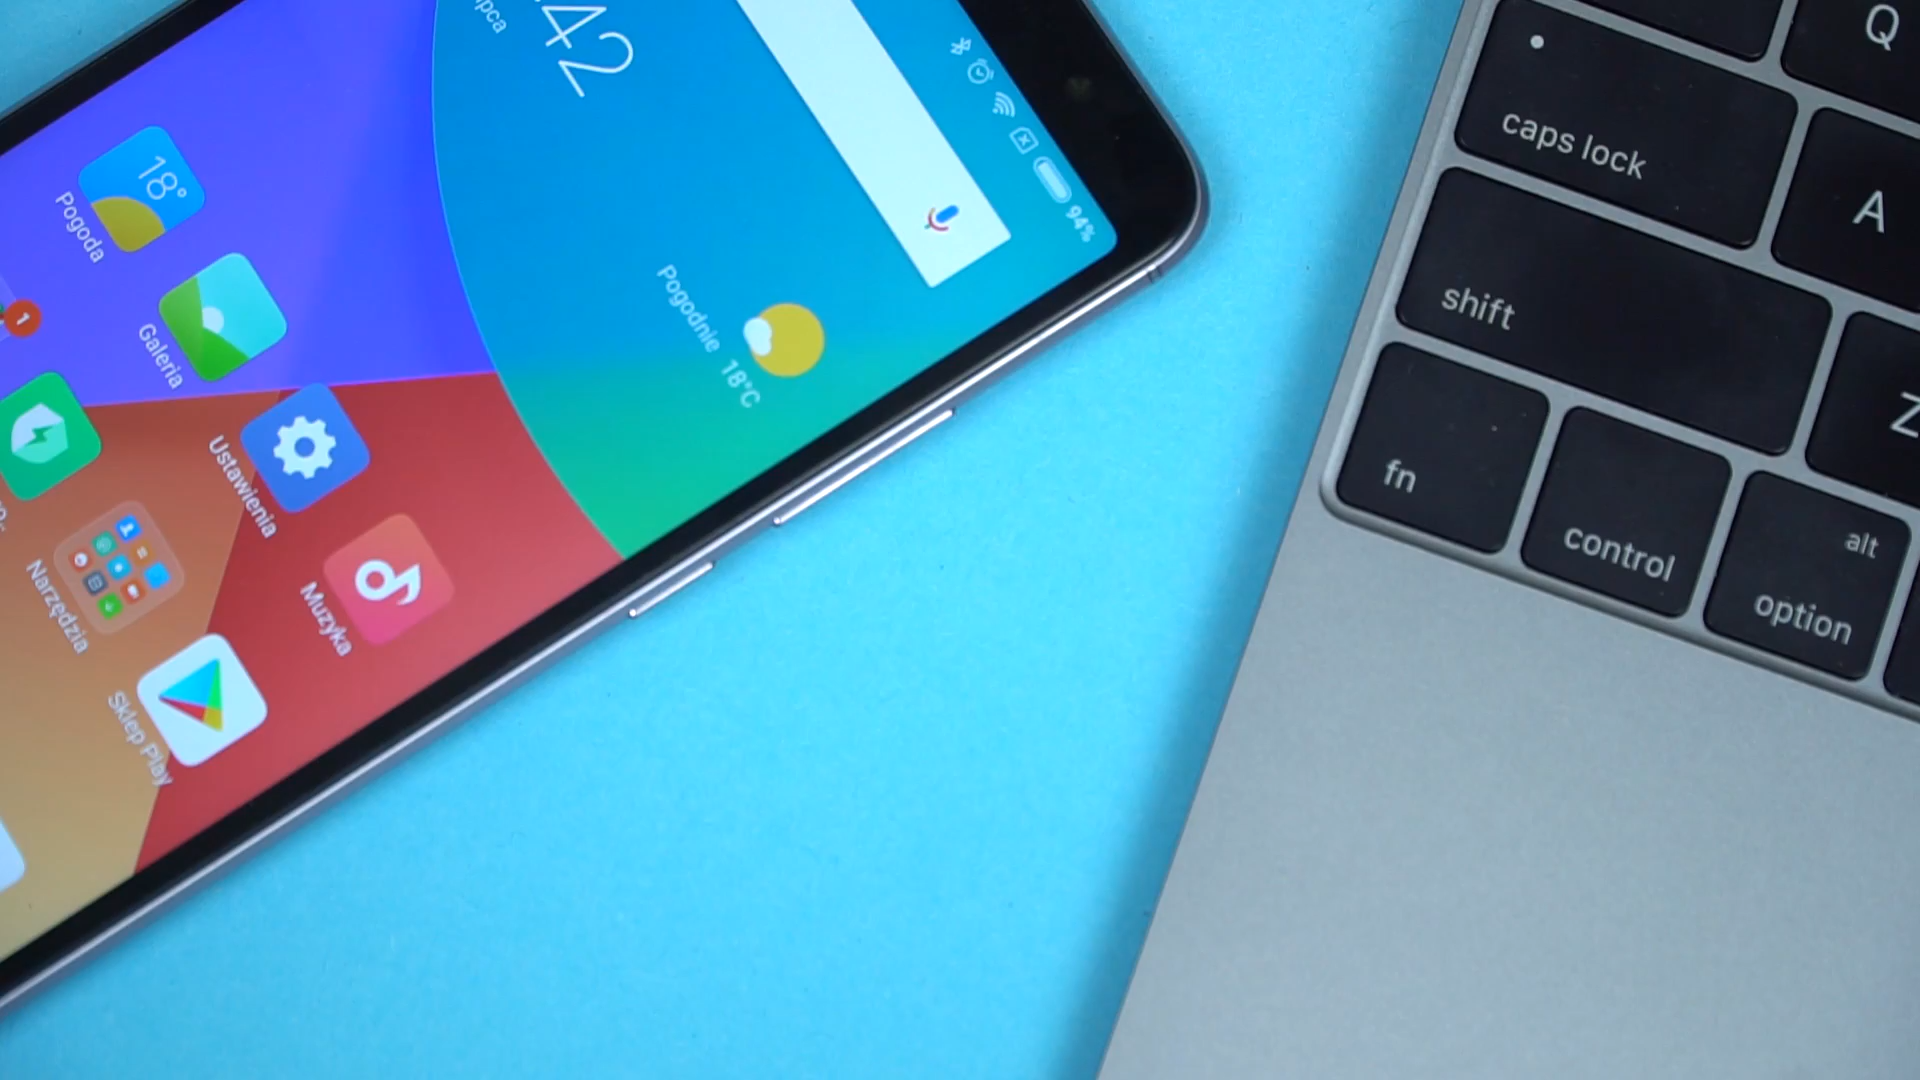 42
94%
Pogodnie 18°C
18°
Pogoda
Galeria
1
Ustawienia
Muzyka
Narzędzia
Sklep Play
Q
caps lock
A
shift
Z
fn
control
alt
option